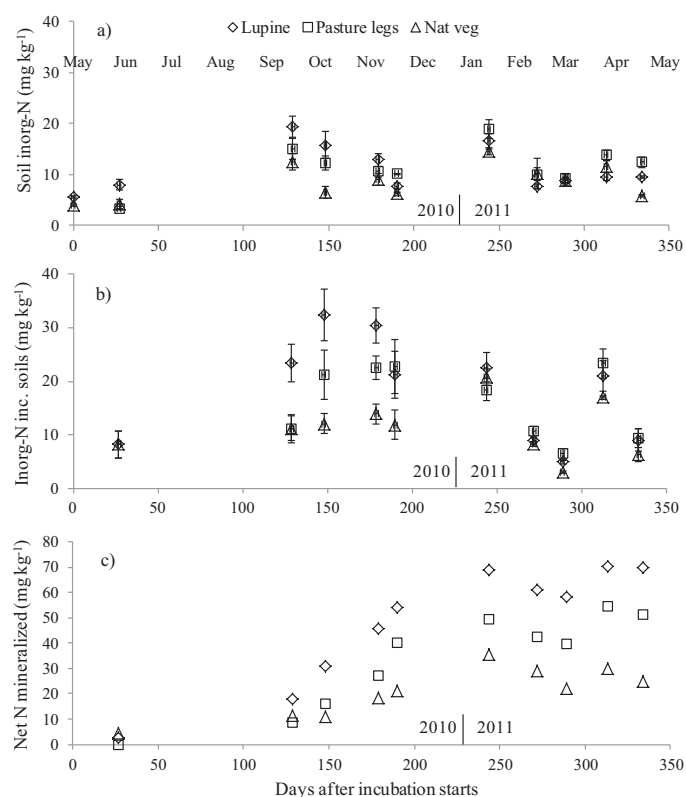 Lupine Pasture legs Nat veg
a)
May Jun Jul Aug Sep Oct Nov Dec Jan Feb Mar Apr May
Soil inorg-N (mg kg-1)
40
30
20
10
0
2010 2011
0 50 100 150 200 250 300 350
b)
Inorg-N inc. soils (mg kg-1)
40
30
20
10
0
2010 2011
0 50 100 150 200 250 300 350
c)
Net N mineralized (mg kg-1)
80
70
60
50
40
30
20
10
0
2010 2011
0 50 100 150 200 250 300 350
Days after incubation starts